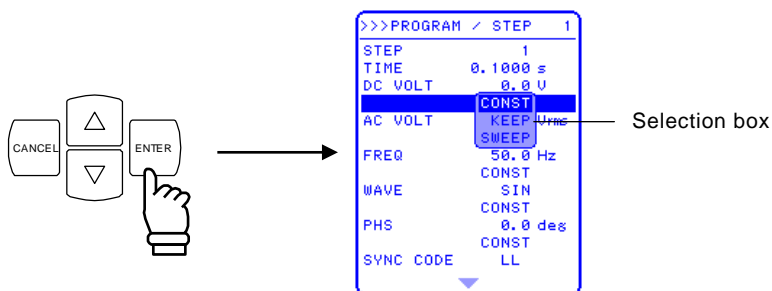 >>>PROGRAM / STEP 1
STEP 1
TIME 0.1000 s
DC VOLT 0.0 V
CONST
AC VOLT KEEP Vrms
SWEEP
FREQ 50.0 Hz
CONST
WAVE SIN
CONST
PHS 0.0 deg
CONST
SYNC CODE LL
Selection box
CANCEL
ENTER